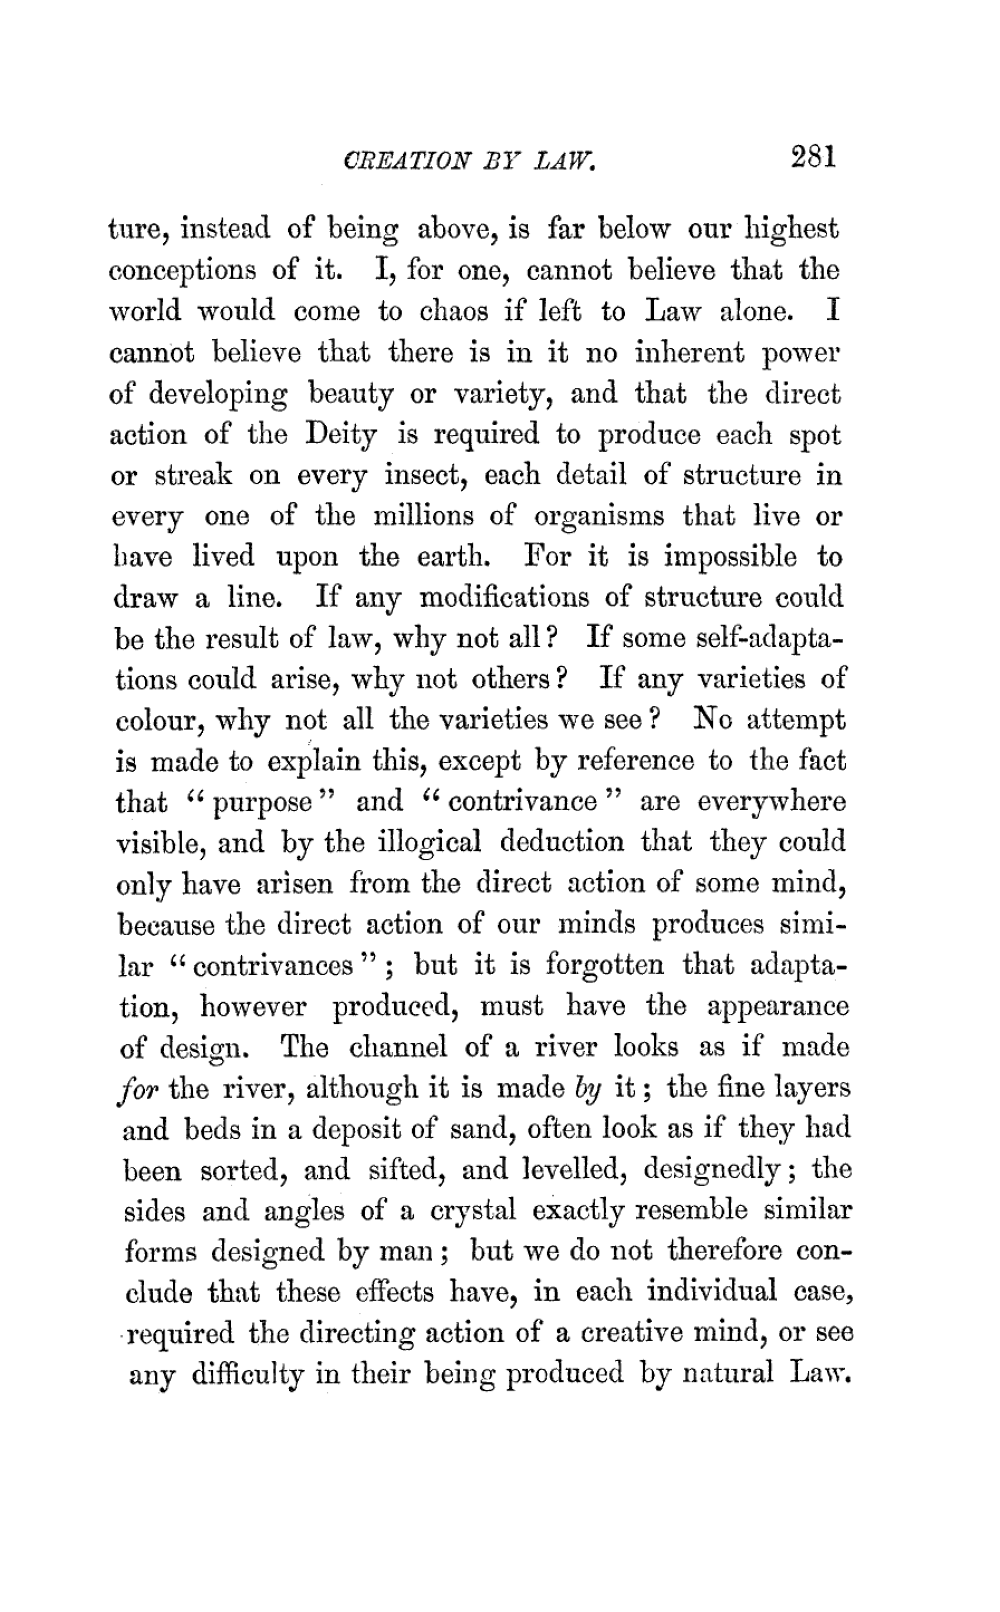 CREATION BY LAW. 281
ture, instead of being above, is far below our highest
conceptions of it. I, for one, cannot believe that the
world would come to chaos if left to Law alone. I
cannot believe that there is in it no inherent power
of developing beauty or variety, and that the direct
action of the Deity is required to produce each spot
or streak on every insect, each detail of structure in
every one of the millions of organisms that live or
have lived upon the earth. For it is impossible to
draw a line. If any modifications of structure could
be the result of law, why not all? If some self-adapta-
tions could arise, why not others? If any varieties of
colour, why not all the varieties we see? No attempt
is made to explain this, except by reference to the fact
that “purpose” and “contrivance” are everywhere
visible, and by the illogical deduction that they could
only have arisen from the direct action of some mind,
because the direct action of our minds produces simi-
lar “contrivances”; but it is forgotten that adapta-
tion, however produced, must have the appearance
of design. The channel of a river looks as if made
for the river, although it is made by it; the fine layers
and beds in a deposit of sand, often look as if they had
been sorted, and sifted, and levelled, designedly; the
sides and angles of a crystal exactly resemble similar
forms designed by man; but we do not therefore con-
clude that these effects have, in each individual case,
required the directing action of a creative mind, or see
any difficulty in their being produced by natural Law.